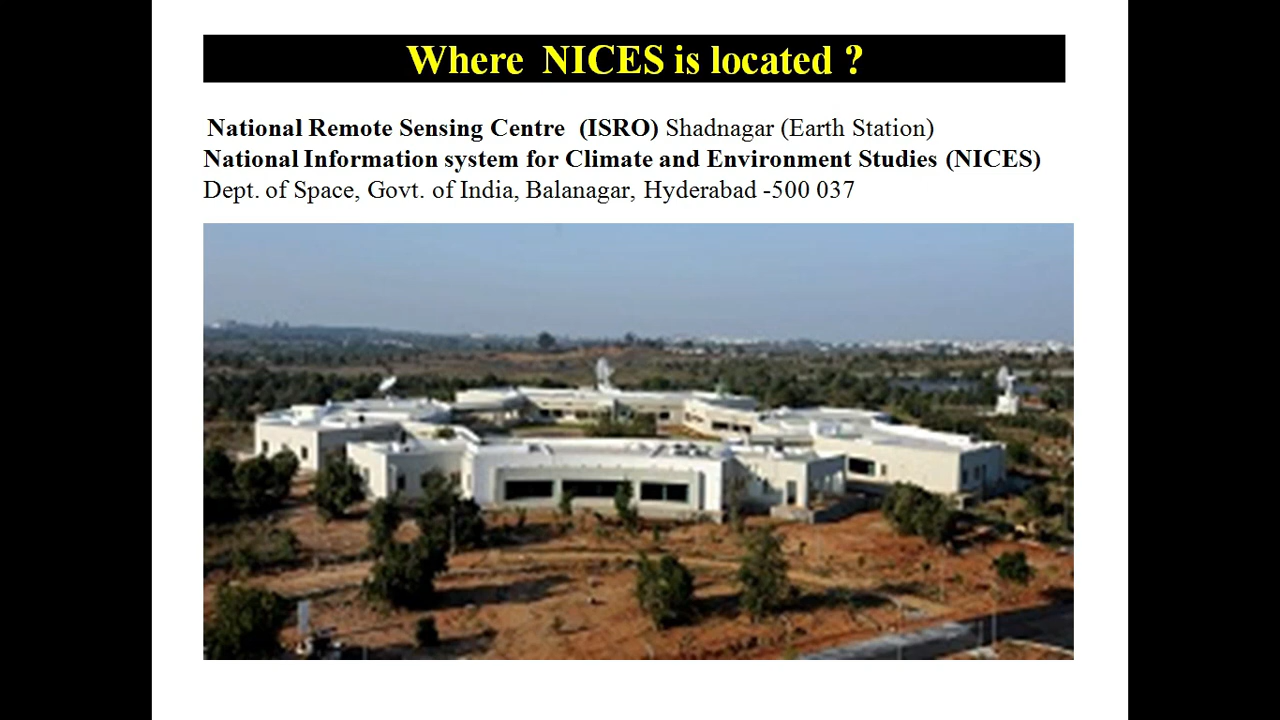 Where NICES is located ?
National Remote Sensing Centre (ISRO) Shadnagar (Earth Station)
National Information system for Climate and Environment Studies (NICES)
Dept. of Space, Govt. of India, Balanagar, Hyderabad -500 037